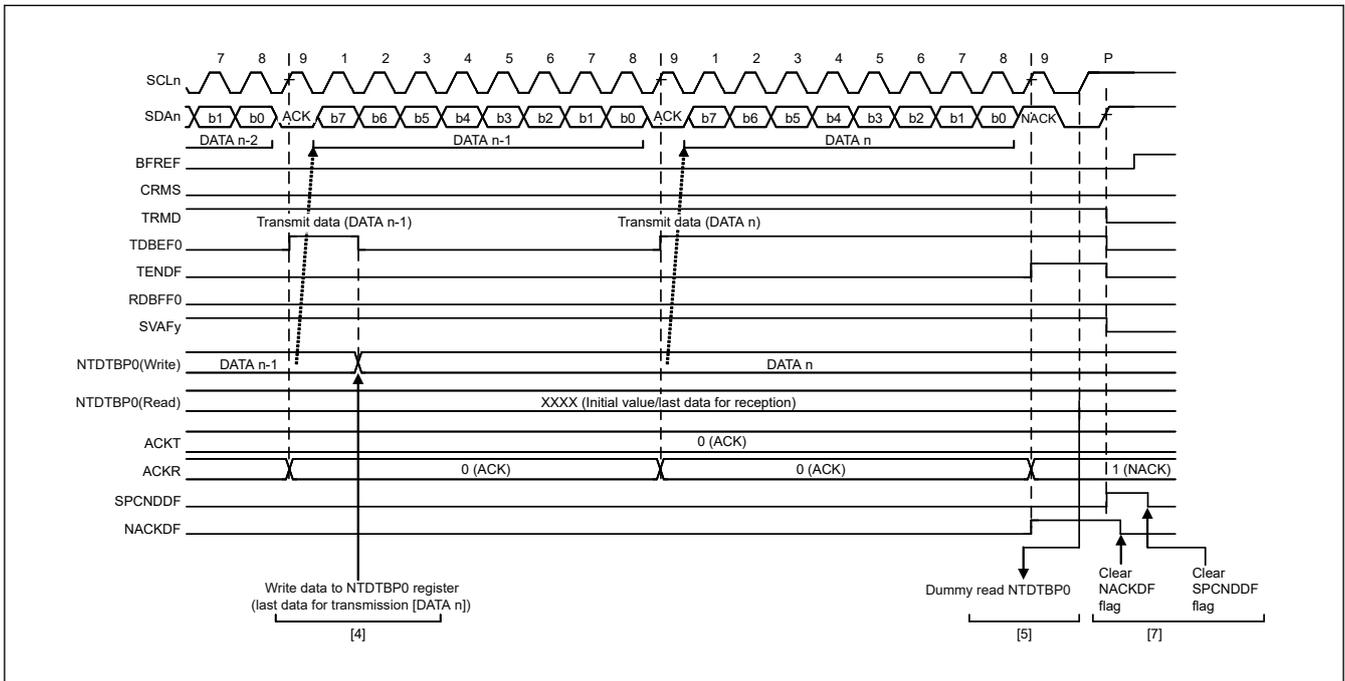 7 8 9 1 2 3 4 5 6 7 8 9 1 2 3 4 5 6 7 8 9 P
SCLn
SDAn b1 b0 ACK b7 b6 b5 b4 b3 b2 b1 b0 ACK b7 b6 b5 b4 b3 b2 b1 b0 NACK
DATA n-2 DATA n-1 DATA n
BFREF
CRMS
TRMD
Transmit data (DATA n-1) Transmit data (DATA n)
TDBEF0
TENDF
RDBFF0
SVAFy
NTDTBP0(Write) DATA n-1 DATA n
NTDTBP0(Read) XXXX (Initial value/last data for reception)
ACKT 0 (ACK)
ACKR 0 (ACK) 0 (ACK) 1 (NACK)
SPCNDDF
NACKDF
Write data to NTDTBP0 register
(last data for transmission [DATA n])
[4]
Dummy read NTDTBP0
[5]
Clear
NACKDF
flag
Clear
SPCNDDF
flag
[7]